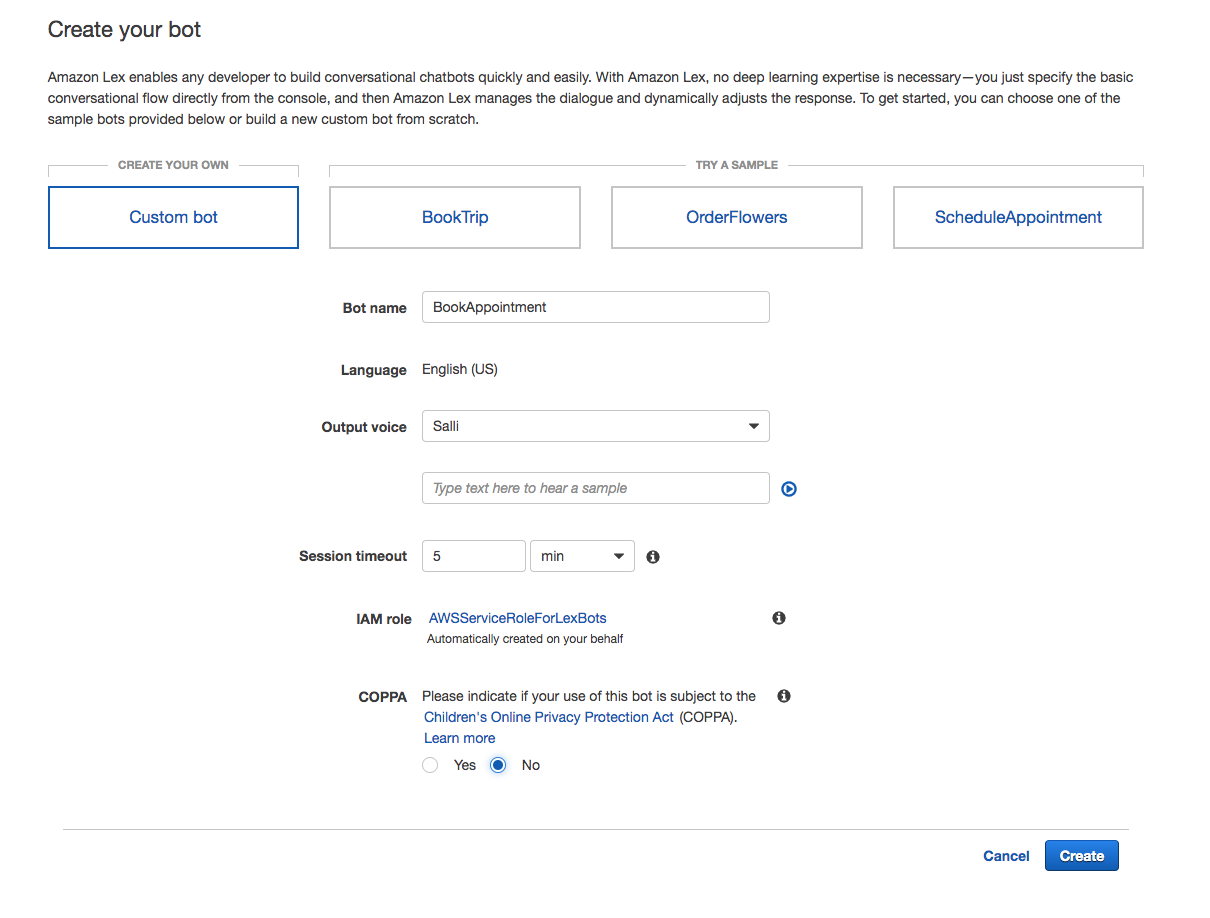 Create your bot
Amazon Lex enables any developer to build conversational chatbots quickly and easily. With Amazon Lex, no deep learning expertise is necessary—you just specify the basic
conversational flow directly from the console, and then Amazon Lex manages the dialogue and dynamically adjusts the response. To get started, you can choose one of the
sample bots provided below or build a new custom bot from scratch.
CREATE YOUR OWN
TRY A SAMPLE
Custom bot
BookTrip
OrderFlowers
ScheduleAppointment
Bot name
BookAppointment
Language
English (US)
Output voice
Salli
Type text here to hear a sample
Session timeout
5
min
IAM role
AWSServiceRoleForLexBots
Automatically created on your behalf
COPPA
Please indicate if your use of this bot is subject to the
Children's Online Privacy Protection Act (COPPA).
Learn more
Yes
No
Cancel
Create